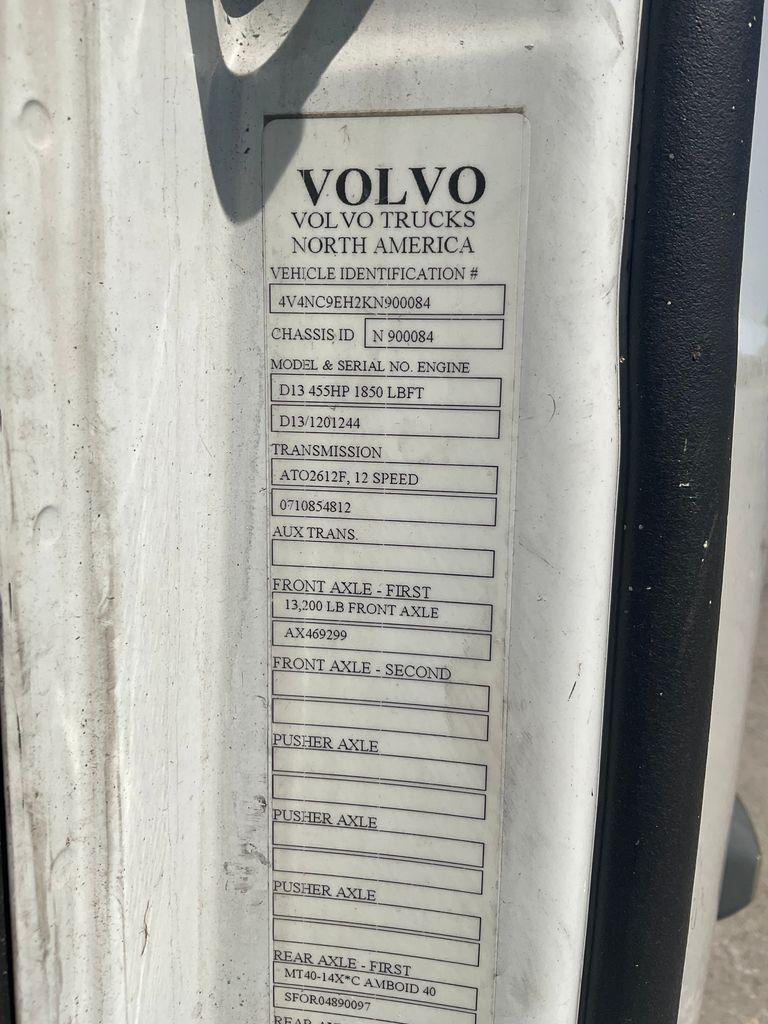 VOLVO
VOLVO TRUCKS
NORTH AMERICA
VEHICLE IDENTIFICATION #
4V4NC9EH2KN900084
CHASSIS ID N 900084
MODEL & SERIAL NO. ENGINE
D13 455HP 1850 LBFT
D13/1201244
TRANSMISSION
ATO2612F, 12 SPEED
0710854812
AUX TRANS.
FRONT AXLE - FIRST
13,200 LB FRONT AXLE
AX469299
FRONT AXLE - SECOND
PUSHER AXLE
PUSHER AXLE
PUSHER AXLE
REAR AXLE - FIRST
MT40-14X*C AMBOID 40
SFOR04890097
REAR